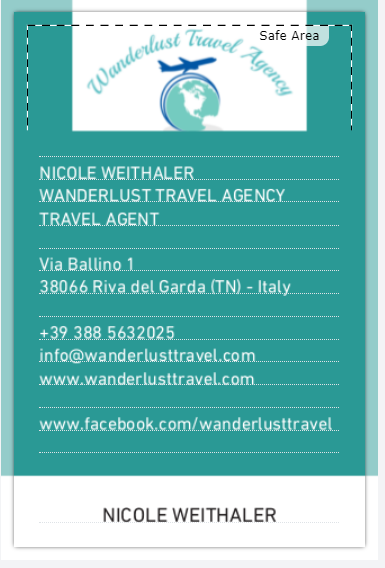 Safe Area
Wanderlust Travel Agency
NICOLE WEITHALER
WANDERLUST TRAVEL AGENCY
TRAVEL AGENT
Via Ballino 1
38066 Riva del Garda (TN) - Italy
+39 388 5632025
info@wanderlusttravel.com
www.wanderlusttravel.com
www.facebook.com/wanderlusttravel
NICOLE WEITHALER